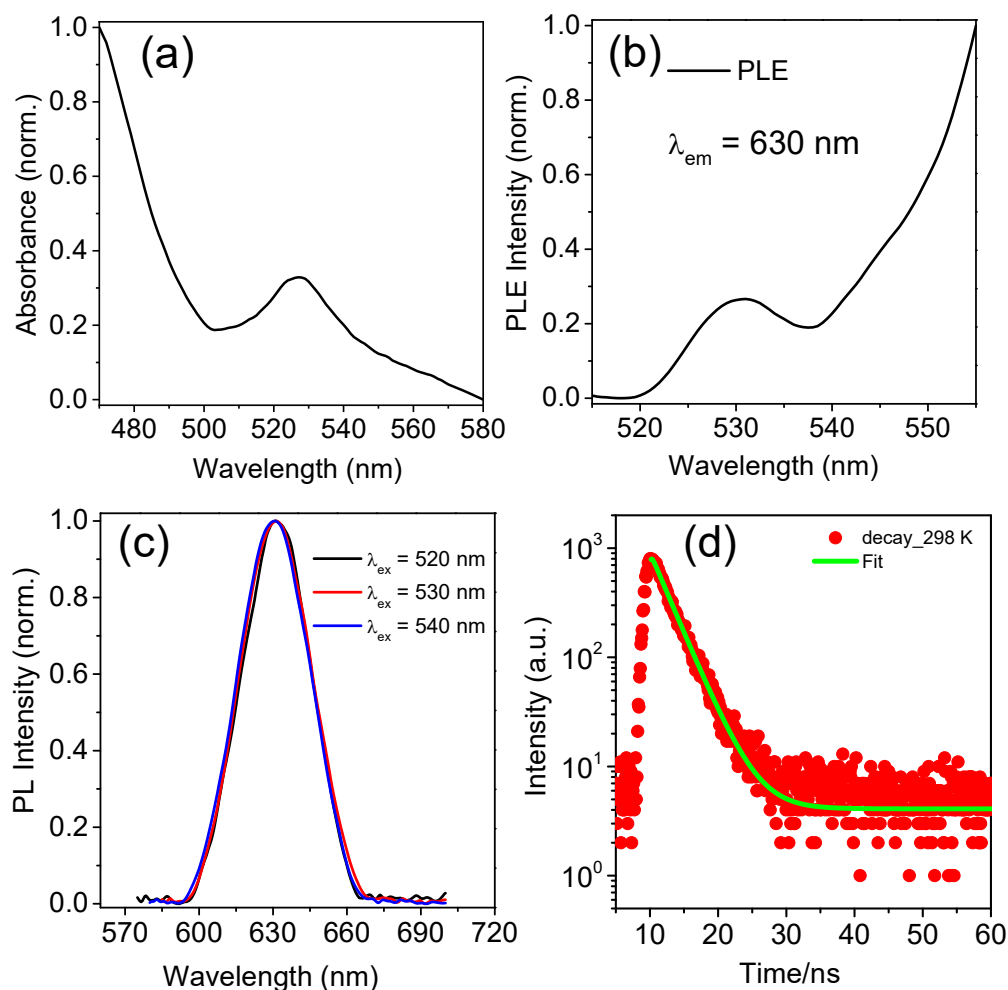 (a)
Absorbance (norm.)
1.0
0.8
0.6
0.4
0.2
0.0
480 500 520 540 560 580
Wavelength (nm)
(b)
PLE
λem = 630 nm
PLE Intensity (norm.)
1.0
0.8
0.6
0.4
0.2
0.0
520 530 540 550
Wavelength (nm)
(c)
λex = 520 nm
λex = 530 nm
λex = 540 nm
PL Intensity (norm.)
1.0
0.8
0.6
0.4
0.2
0.0
570 600 630 660 690 720
Wavelength (nm)
(d)
decay_298 K
Fit
Intensity (a.u.)
10³
10²
10¹
10⁰
10 20 30 40 50 60
Time/ns